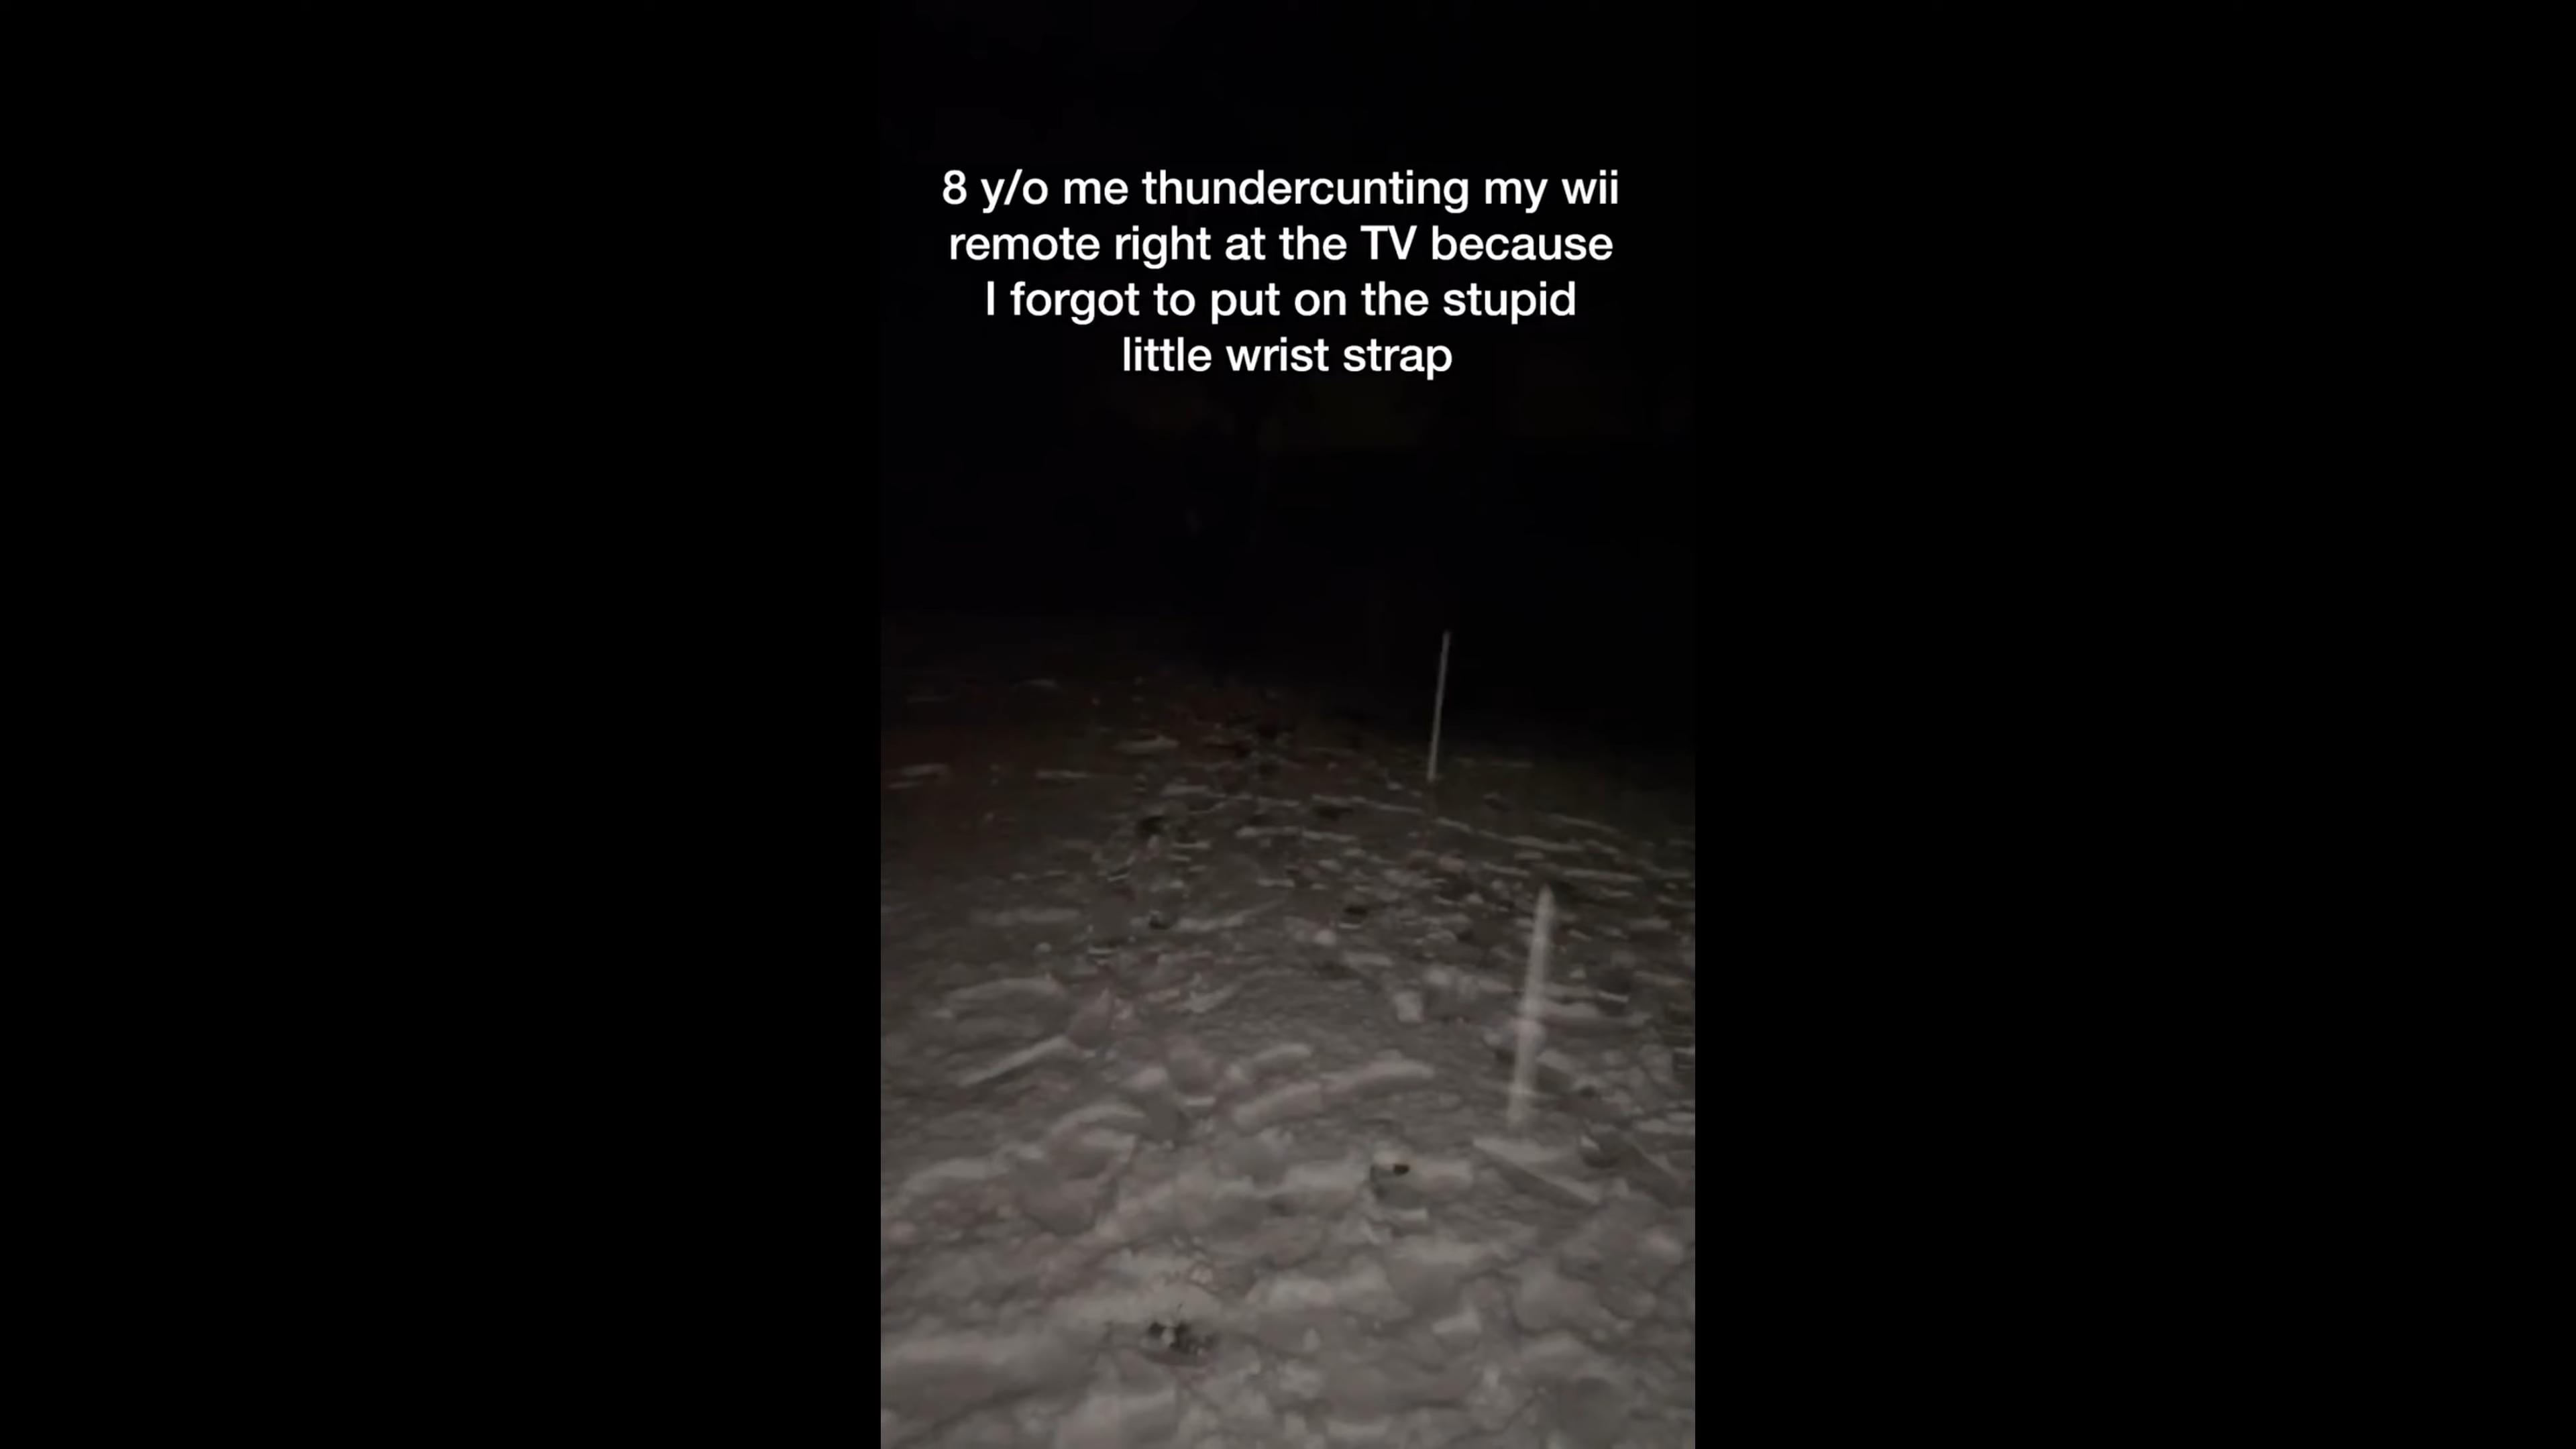 8 y/o me thundercunting my wii
remote right at the TV because
I forgot to put on the stupid
little wrist strap